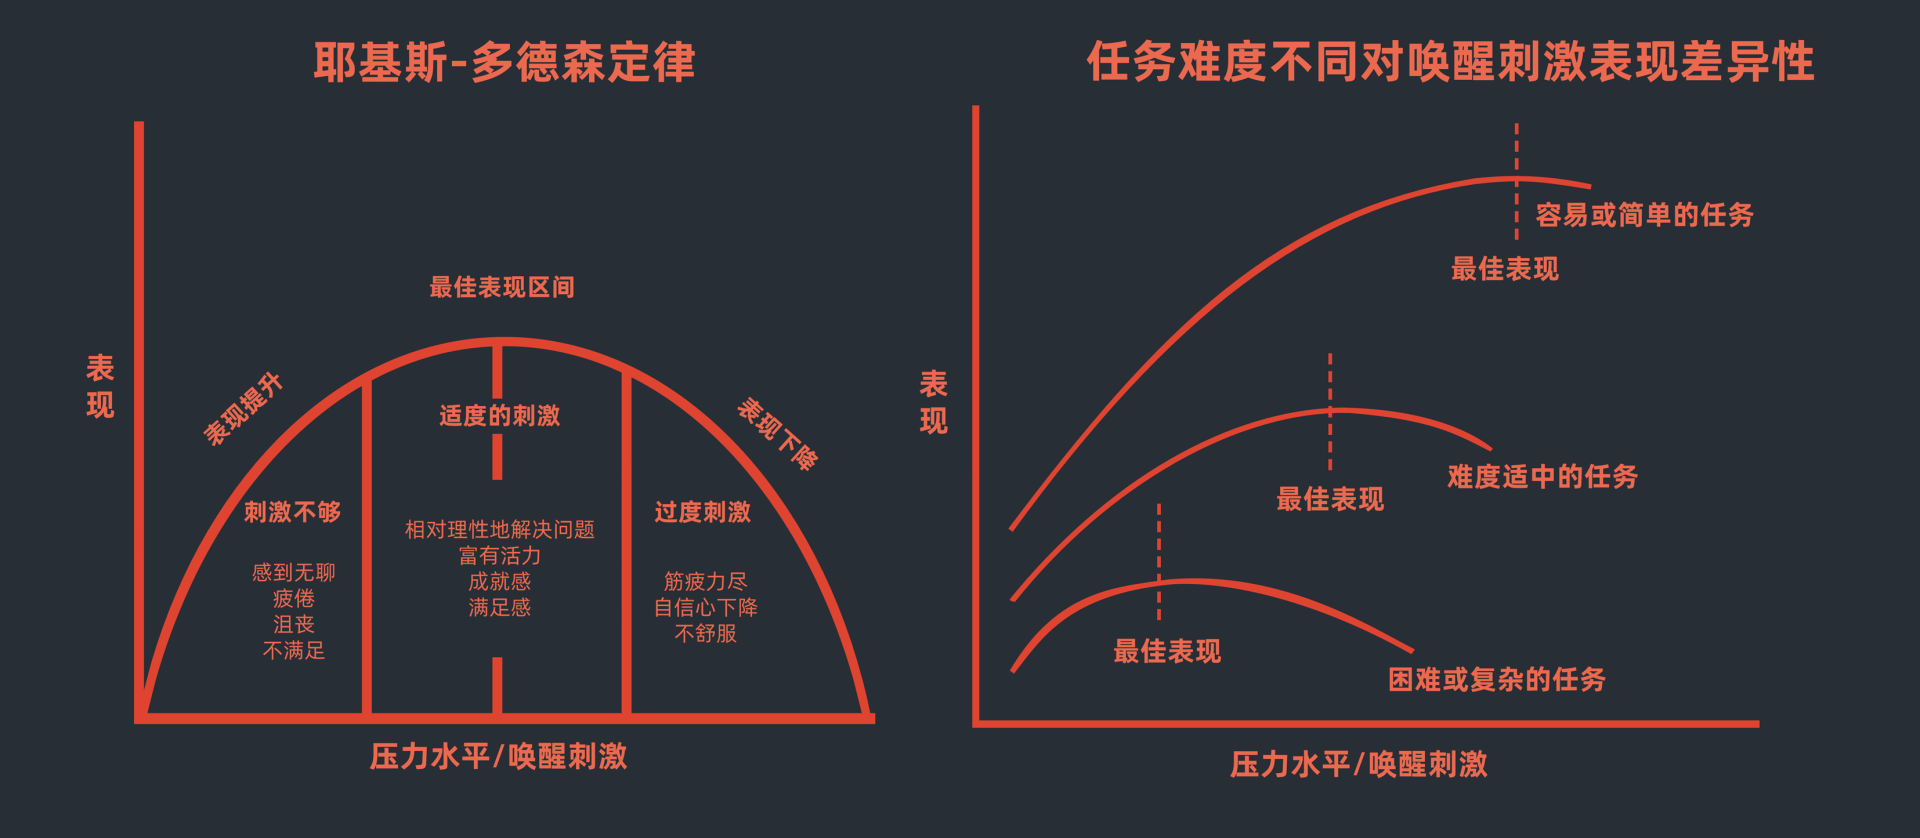 耶基斯-多德森定律
最佳表现区间
表现
表现提升
表现下降
适度的刺激
刺激不够
过度刺激
感到无聊
疲倦
沮丧
不满足
相对理性地解决问题
富有活力
成就感
满足感
筋疲力尽
自信心下降
不舒服
压力水平/唤醒刺激
任务难度不同对唤醒刺激表现差异性
容易或简单的任务
最佳表现
表现
难度适中的任务
最佳表现
最佳表现
困难或复杂的任务
压力水平/唤醒刺激